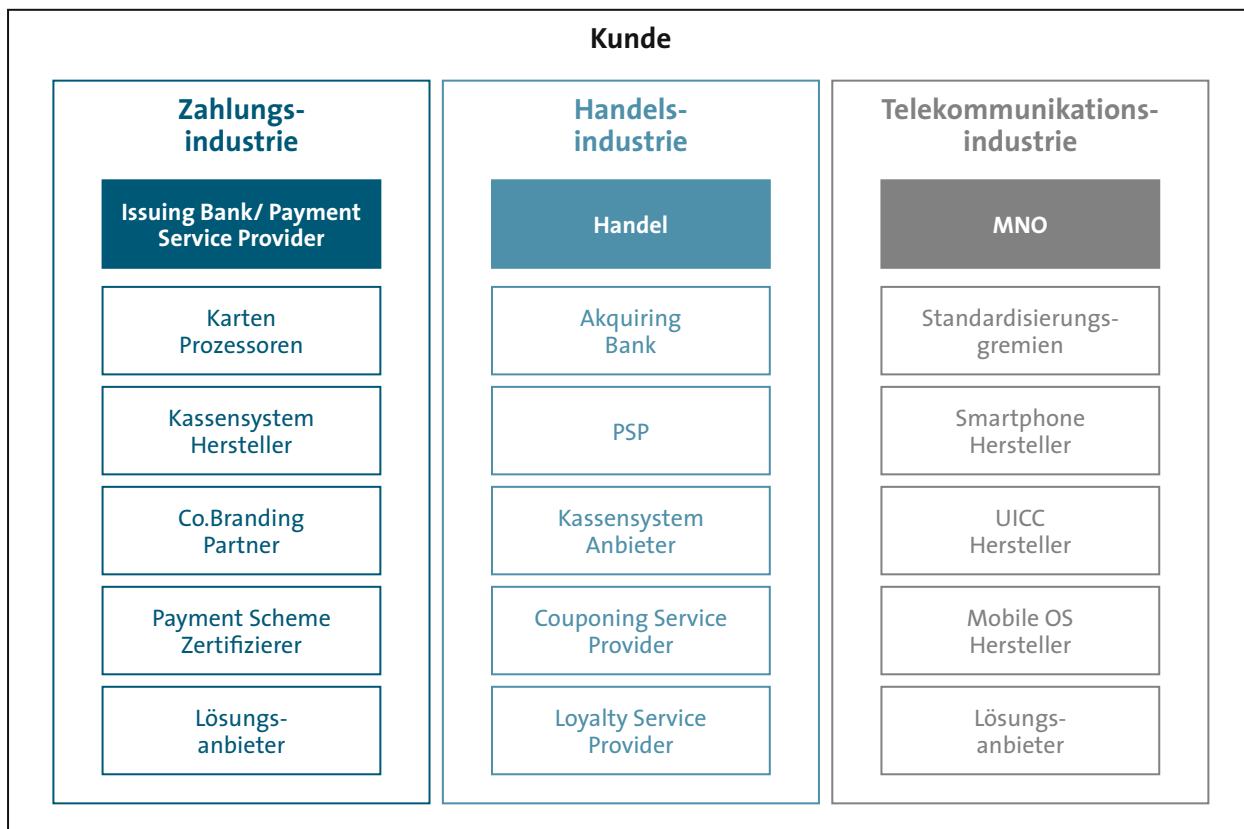 Kunde
Zahlungs-
industrie
Issuing Bank/ Payment
Service Provider
Karten
Prozessoren
Kassensystem
Hersteller
Co.Branding
Partner
Payment Scheme
Zertifizierer
Lösungs-
anbieter
Handels-
industrie
Handel
Akquiring
Bank
PSP
Kassensystem
Anbieter
Couponing Service
Provider
Loyalty Service
Provider
Telekommunikations-
industrie
MNO
Standardisierungs-
gremien
Smartphone
Hersteller
UICC
Hersteller
Mobile OS
Hersteller
Lösungs-
anbieter